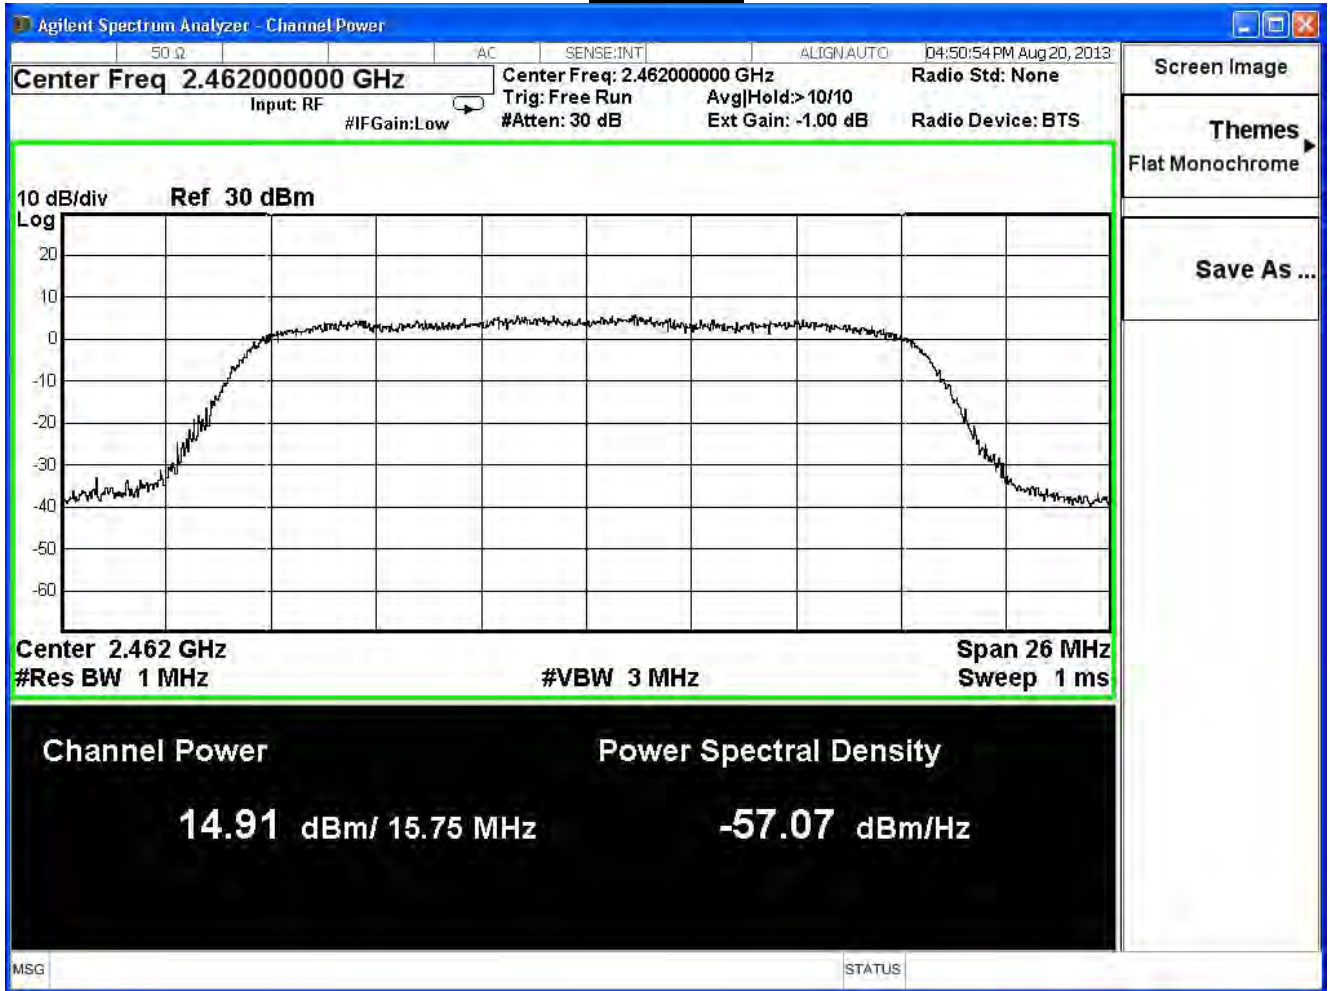 Agilent Spectrum Analyzer - Channel Power
50 Ω AC SENSE:INT ALIGN AUTO 04:50:54 PM Aug 20, 2013
Center Freq 2.462000000 GHz
Input: RF
#IFGain:Low
Center Freq: 2.462000000 GHz
Trig: Free Run Avg|Hold:>10/10
#Atten: 30 dB Ext Gain: -1.00 dB
Radio Std: None
Radio Device: BTS
10 dB/div Ref 30 dBm
Log
20
10
0
-10
-20
-30
-40
-50
-60
Center 2.462 GHz Span 26 MHz
#Res BW 1 MHz #VBW 3 MHz Sweep 1 ms
Channel Power Power Spectral Density
14.91 dBm/ 15.75 MHz -57.07 dBm/Hz
MSG STATUS
Screen Image
Themes
Flat Monochrome
Save As ...